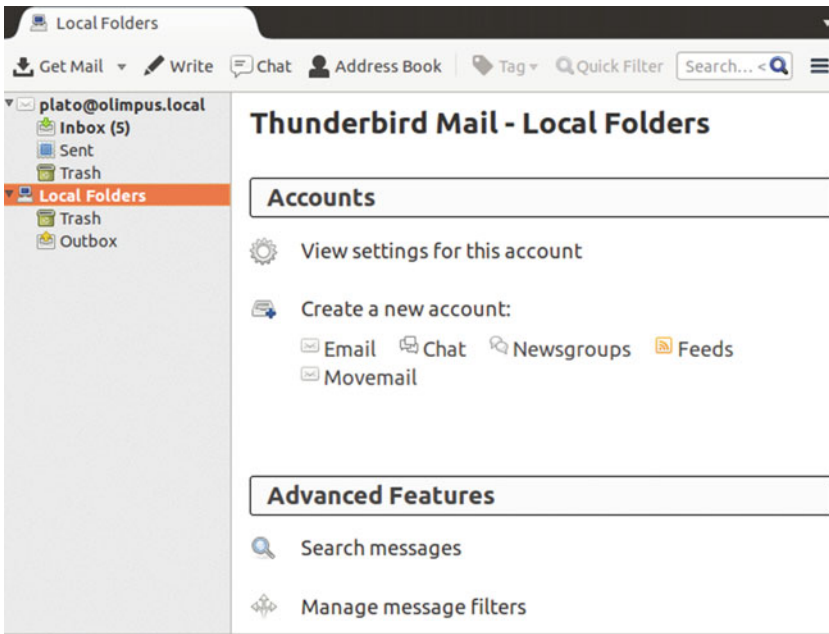 Local Folders
Get Mail Write Chat Address Book Tag Quick Filter Search... <
plato@olimpus.local
Inbox (5)
Sent
Trash
Local Folders
Trash
Outbox
Thunderbird Mail - Local Folders
Accounts
View settings for this account
Create a new account:
Email Chat Newsgroups Feeds
Movemail
Advanced Features
Search messages
Manage message filters